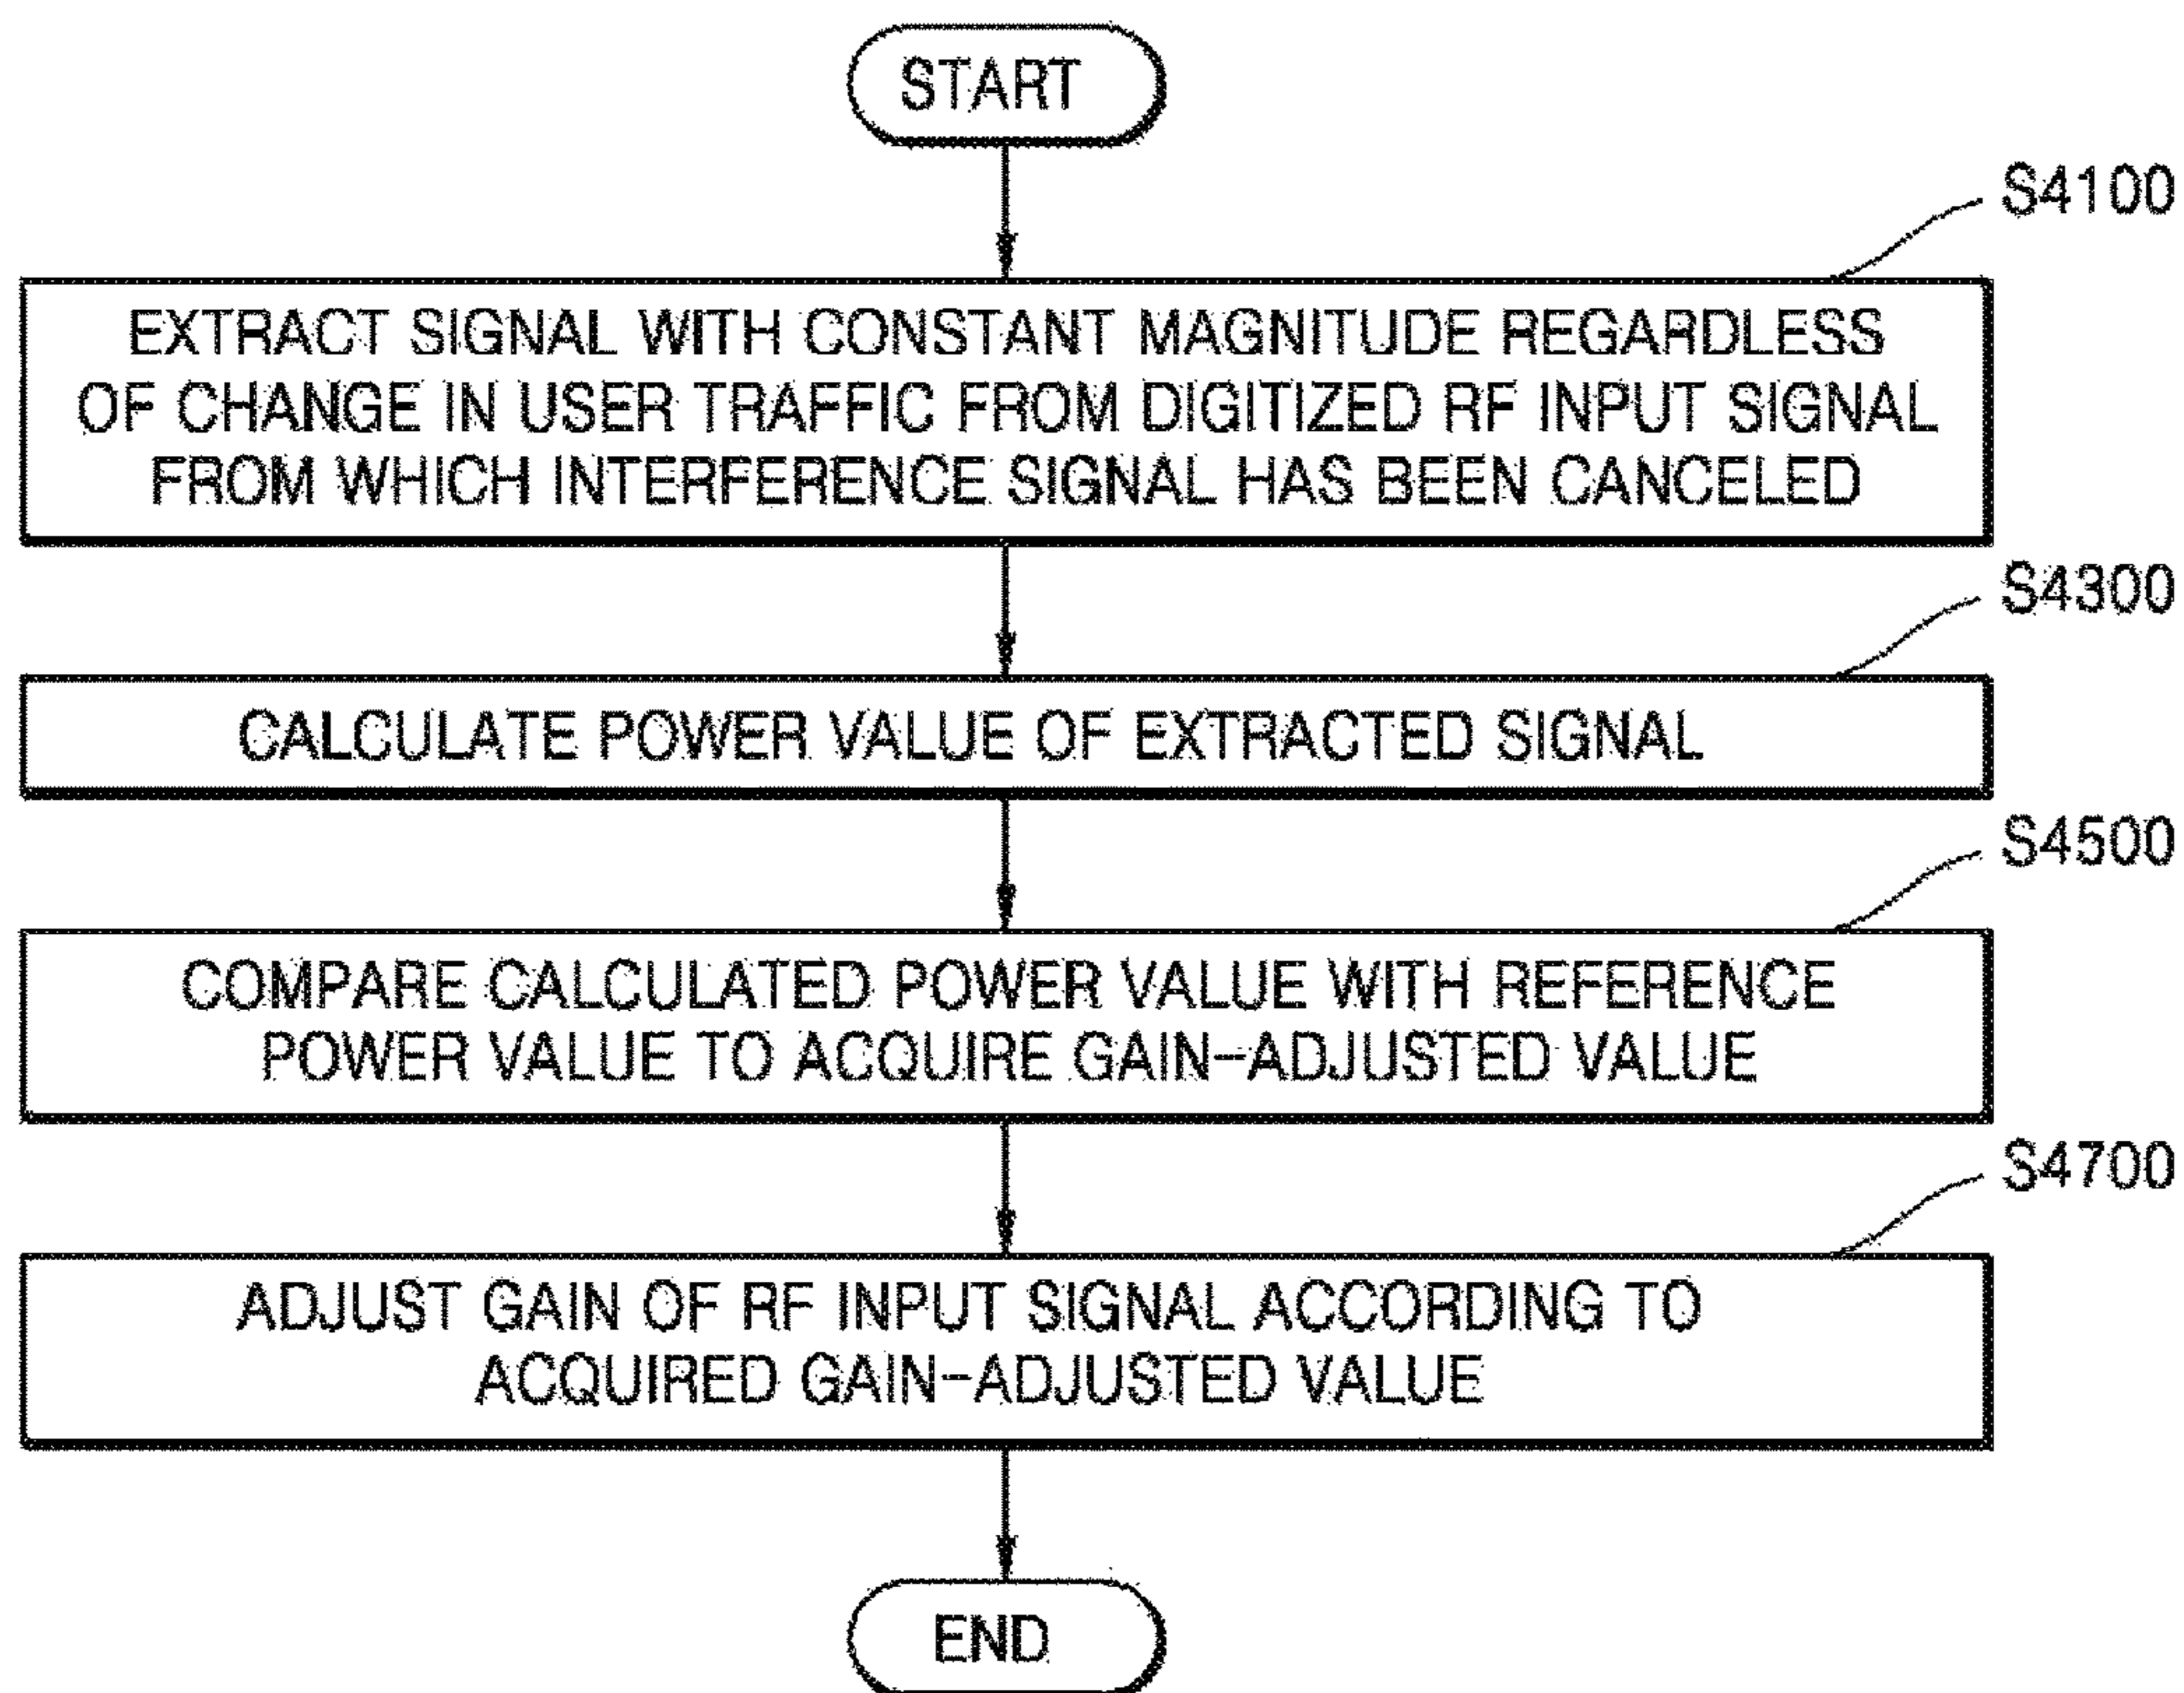 START
S4100
EXTRACT SIGNAL WITH CONSTANT MAGNITUDE REGARDLESS
OF CHANGE IN USER TRAFFIC FROM DIGITIZED RF INPUT SIGNAL
FROM WHICH INTERFERENCE SIGNAL HAS BEEN CANCELED
S4300
CALCULATE POWER VALUE OF EXTRACTED SIGNAL
S4500
COMPARE CALCULATED POWER VALUE WITH REFERENCE
POWER VALUE TO ACQUIRE GAIN-ADJUSTED VALUE
S4700
ADJUST GAIN OF RF INPUT SIGNAL ACCORDING TO
ACQUIRED GAIN-ADJUSTED VALUE
END